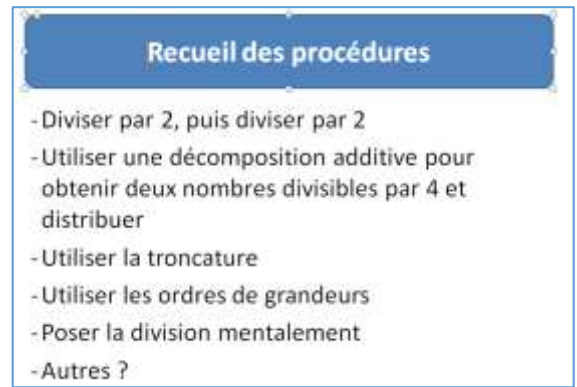 Recueil des procédures
- Diviser par 2, puis diviser par 2
- Utiliser une décomposition additive pour
obtenir deux nombres divisibles par 4 et
distribuer
- Utiliser la troncature
- Utiliser les ordres de grandeurs
- Poser la division mentalement
- Autres ?